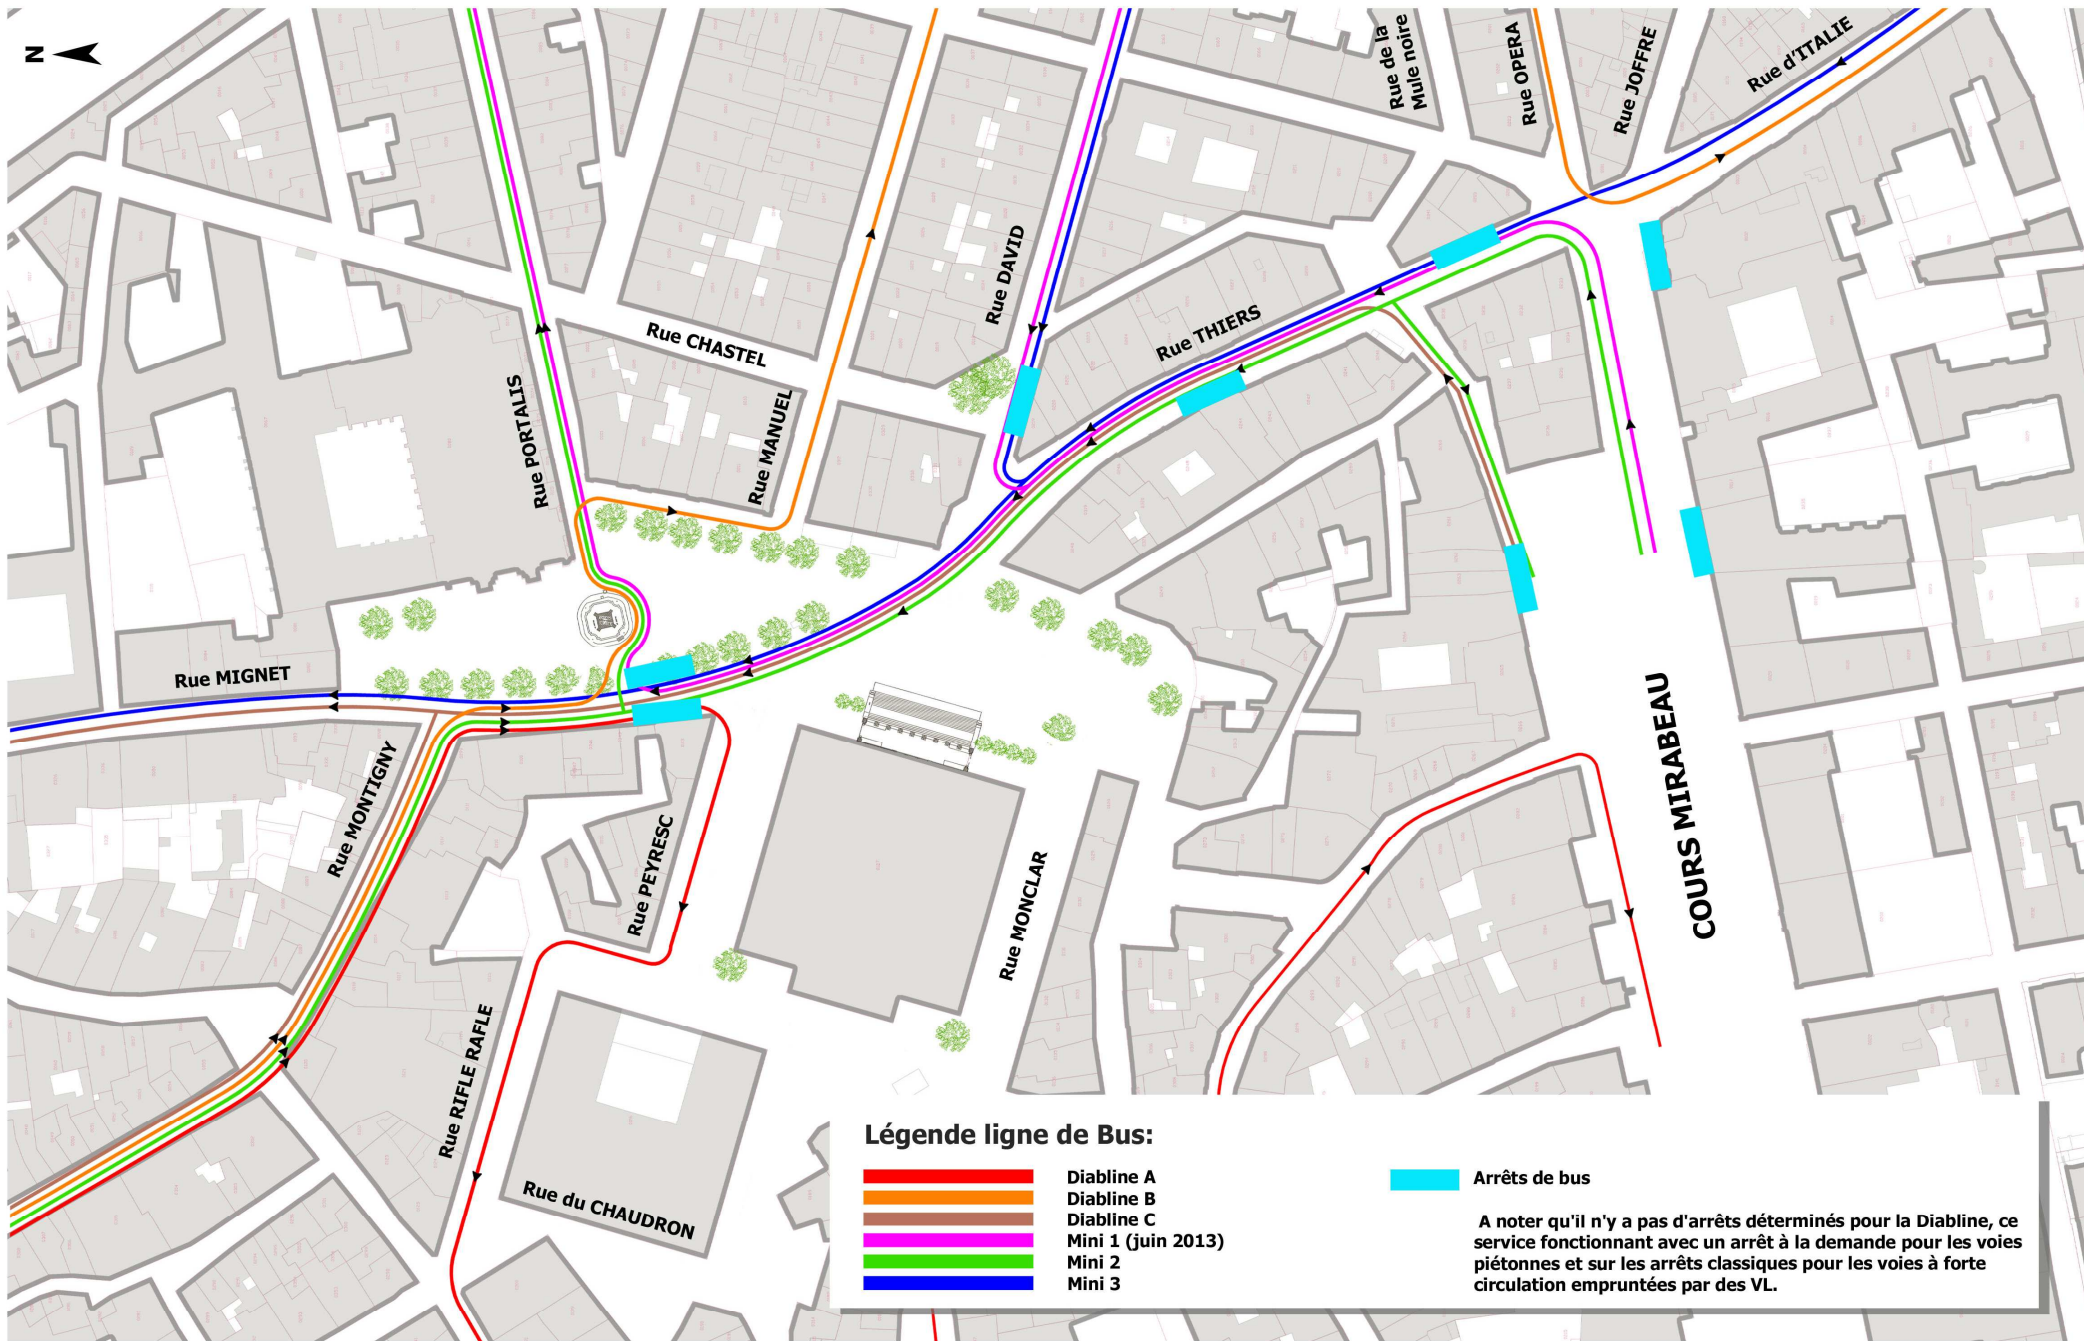 N
Rue de la
Mule noire
Rue OPERA
Rue JOFFRE
Rue d'ITALIE
Rue DAVID
Rue CHASTEL
Rue THIERS
Rue PORTALIS
Rue MANUEL
Rue MIGNET
Rue MONTIGNY
Rue PEYRESC
Rue MONCLAR
COURS MIRABEAU
Rue RIFLE RAFLE
Rue du CHAUDRON
Légende ligne de Bus:
Diabline A
Diabline B
Diabline C
Mini 1 (juin 2013)
Mini 2
Mini 3
Arrêts de bus
A noter qu'il n'y a pas d'arrêts déterminés pour la Diabline, ce
service fonctionnant avec un arrêt à la demande pour les voies
piétonnes et sur les arrêts classiques pour les voies à forte
circulation empruntées par des VL.